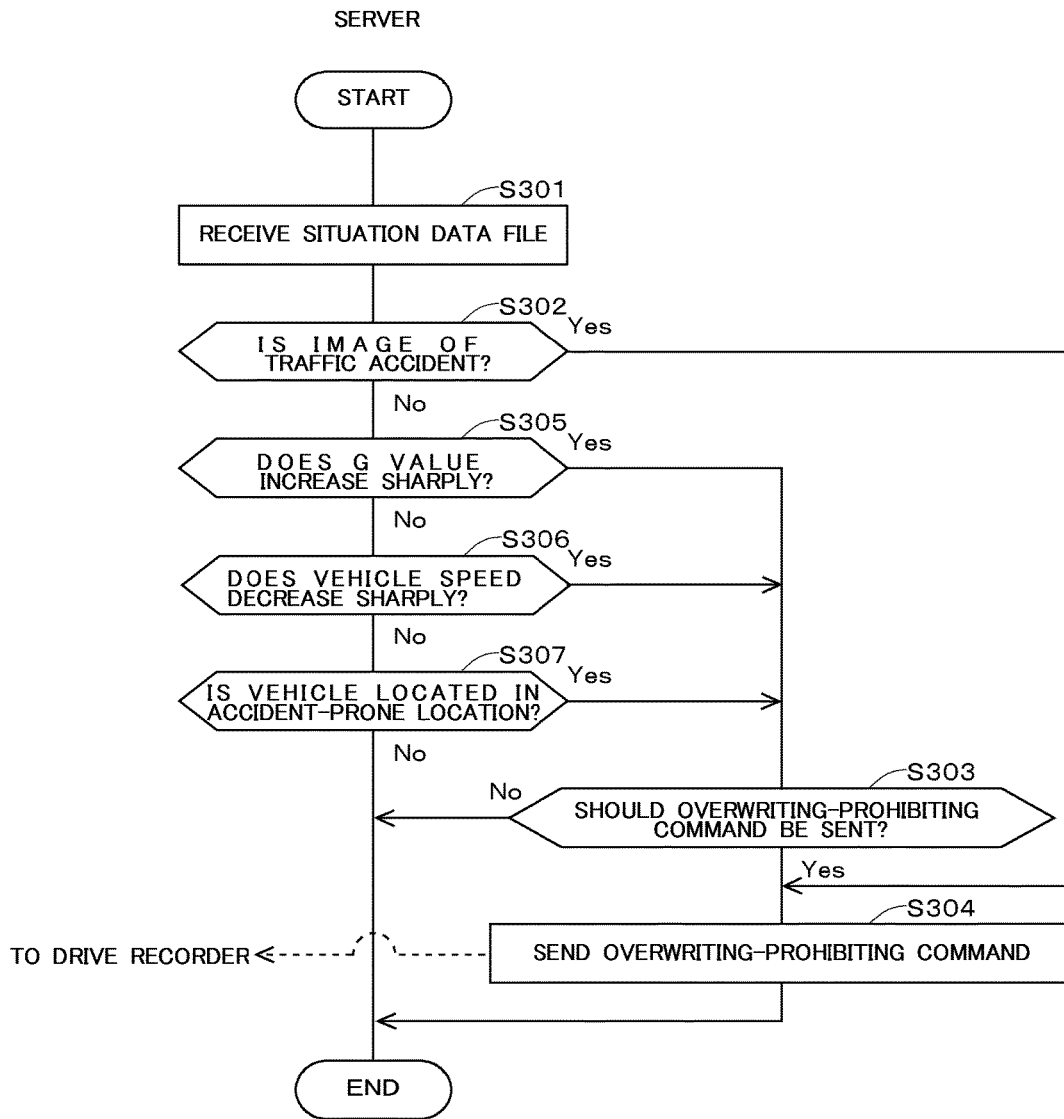 SERVER
START
S301
RECEIVE SITUATION DATA FILE
S302
IS IMAGE OF
TRAFFIC ACCIDENT?
Yes
No
S305
DOES G VALUE
INCREASE SHARPLY?
Yes
No
S306
DOES VEHICLE SPEED
DECREASE SHARPLY?
Yes
No
S307
IS VEHICLE LOCATED IN
ACCIDENT-PRONE LOCATION?
Yes
No
S303
SHOULD OVERWRITING-PROHIBITING
COMMAND BE SENT?
No
Yes
S304
SEND OVERWRITING-PROHIBITING COMMAND
TO DRIVE RECORDER
END